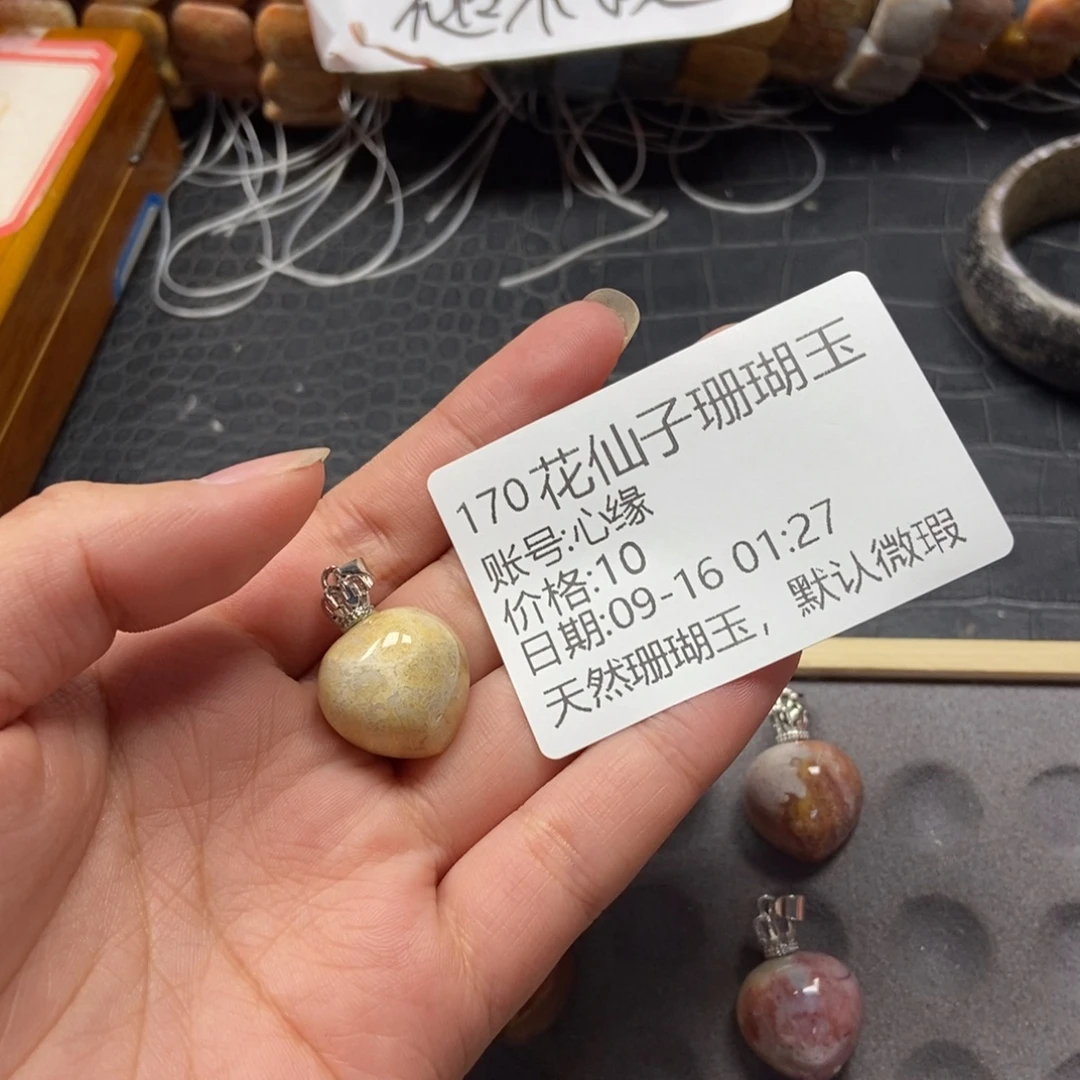 170花仙子珊瑚玉
账号:心缘
价格:10
日期:09-16 01:27
天然珊瑚玉，默认微瑕